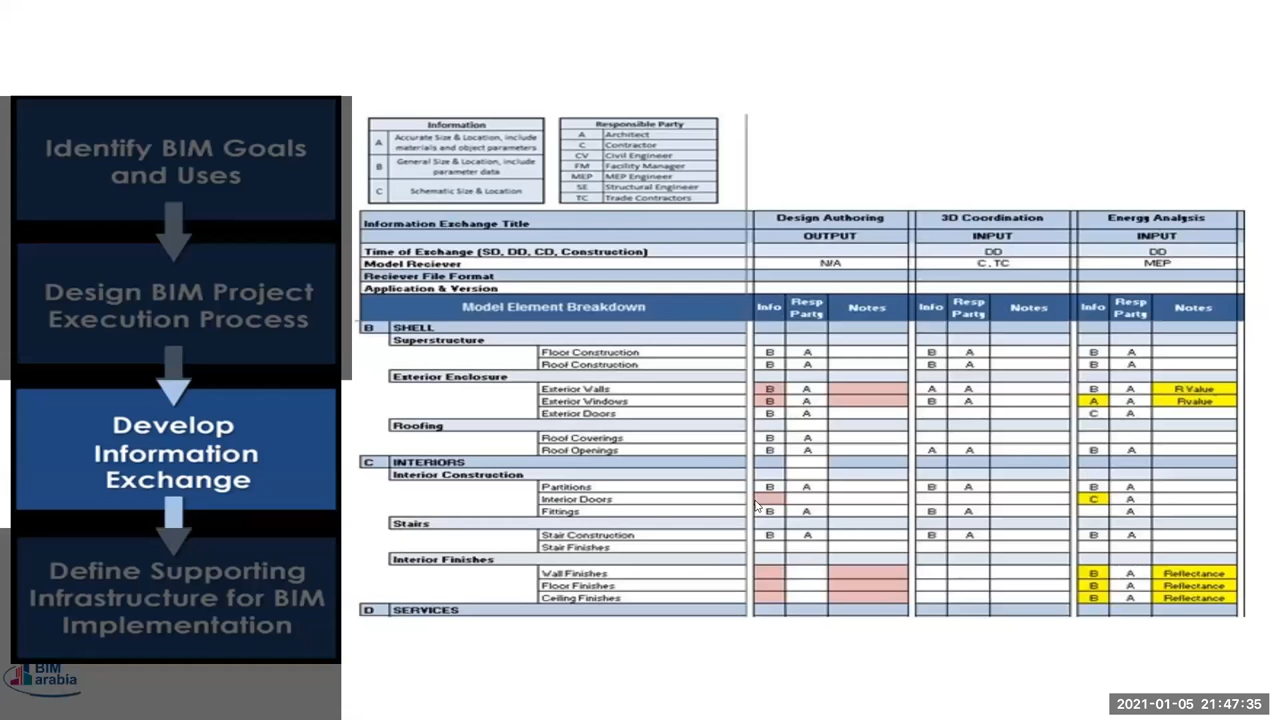 Identify BIM Goals
and Uses
Design BIM Project
Execution Process
Develop
Information
Exchange
Define Supporting
Infrastructure for BIM
Implementation
BIM
arabia
Information
A Accurate Size & Location, include
materials and object parameters
B General Size & Location, include
parameter data
C Schematic Size & Location
Responsible Party
A Architect
C Contractor
CV Civil Engineer
FM Facility Manager
MEP MEP Engineer
SE Structural Engineer
TC Trade Contractors
Information Exchange Title Design Authoring 3D Coordination Energy Analysis
OUTPUT INPUT INPUT
Time of Exchange (SD, DD, CD, Construction) DD DD
Model Reciever N/A C , TC MEP
Reciever File Format
Application & Version
Model Element Breakdown Info Resp Party Notes Info Resp Party Notes Info Resp Party Notes
B SHELL
Superstructure
Floor Construction B A B A B A
Roof Construction B A B A B A
Exterior Enclosure
Exterior Walls B A A A B A R Value
Exterior Windows B A B A A A Rvalue
Exterior Doors B A C A
Roofing
Roof Coverings B A
Roof Openings A A B A
C INTERIORS
Interior Construction
Partitions B A B A B A
Interior Doors C A
Fittings B A B A A
Stairs
Stair Construction B A B A B A
Stair Finishes
Interior Finishes
Wall Finishes B A Reflectance
Floor Finishes B A Reflectance
Ceiling Finishes B A Reflectance
D SERVICES
2021-01-05 21:47:35